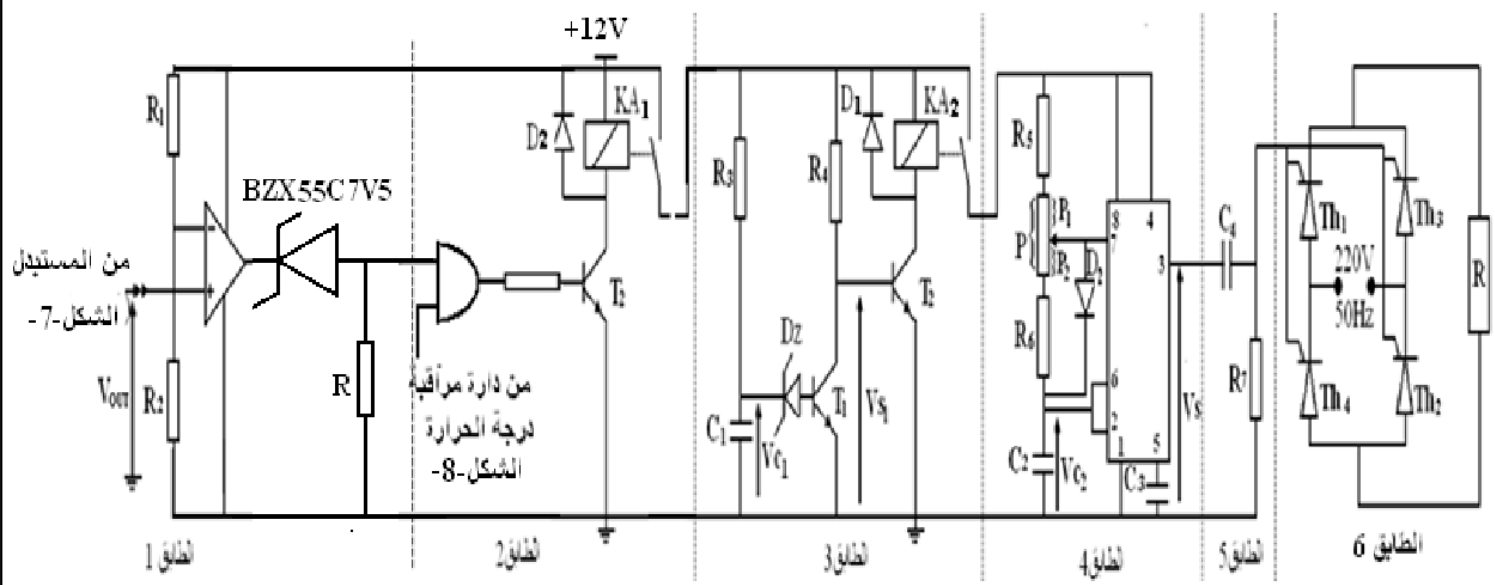 +12V
R1
D2
KA1
BZX55C7V5
من المستبدل
الشكل-7-
VOUT
R2
R
T2
من دارة مراقبة
درجة الحرارة
الشكل-8-
R3
R4
D1
KA2
Dz
T1
T2
C1
Vc1
Vs1
R5
P
P1
P2
D2
R6
C2
Vc2
8
4
7
3
6
2
1
5
C3
Vs
C4
R7
Th1
Th3
220V
50Hz
Th4
Th2
R
الطابق 1
الطابق 2
الطابق 3
الطابق 4
الطابق 5
الطابق 6